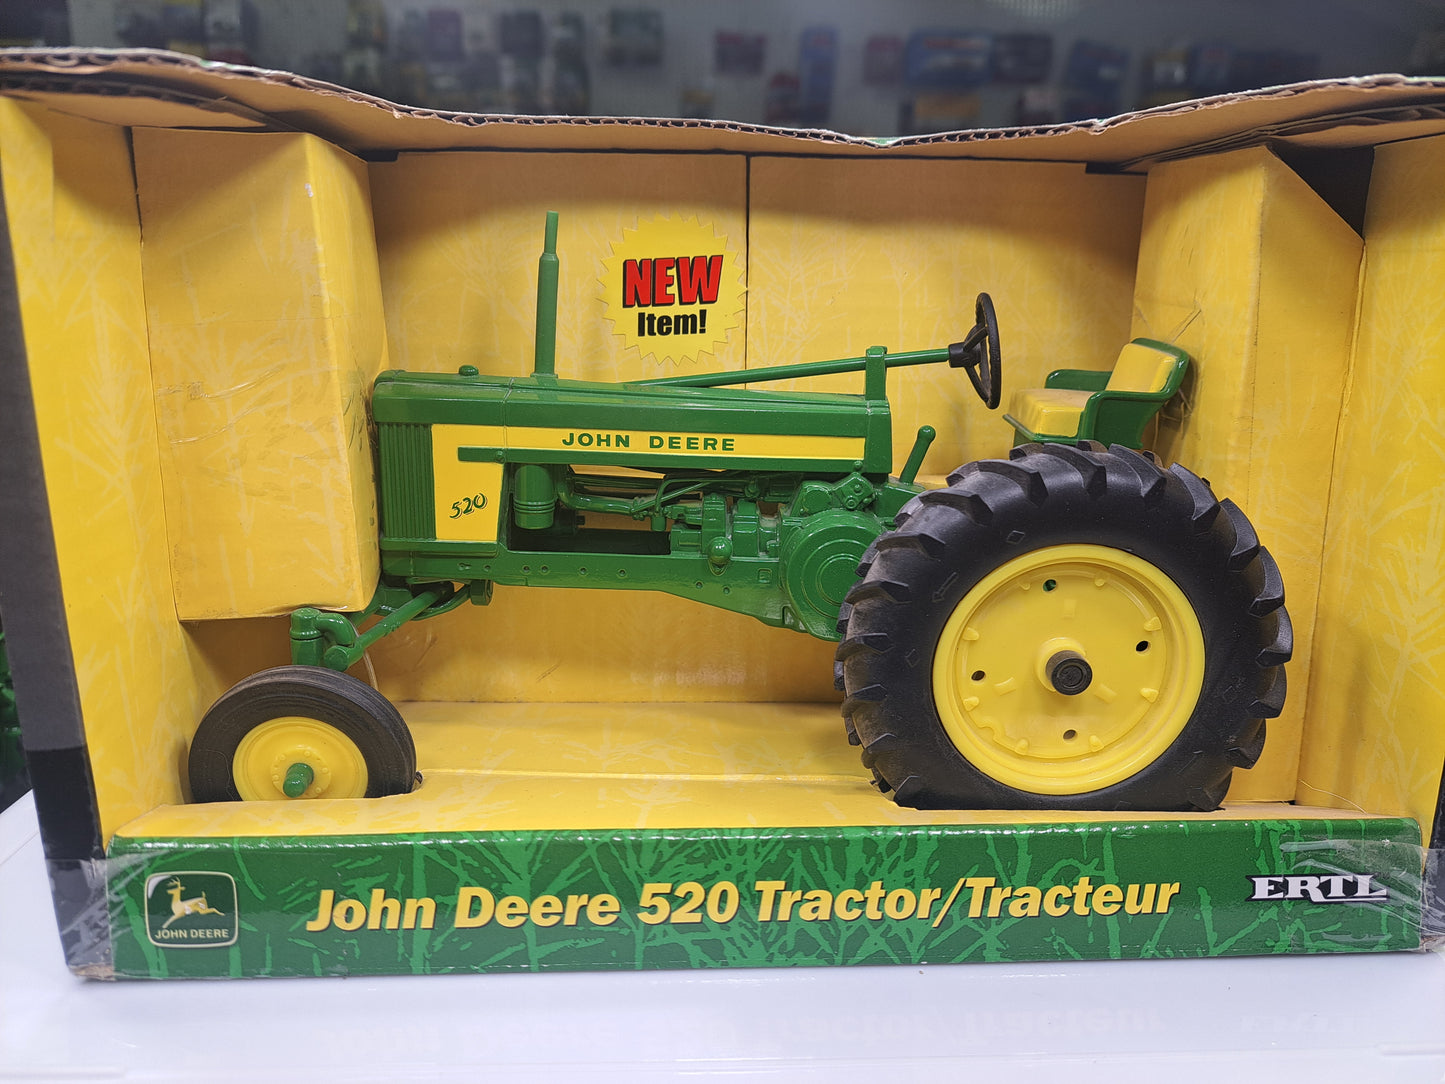 NEW
Item!
JOHN DEERE
520
John Deere 520 Tractor/Tracteur
ERTL
JOHN DEERE